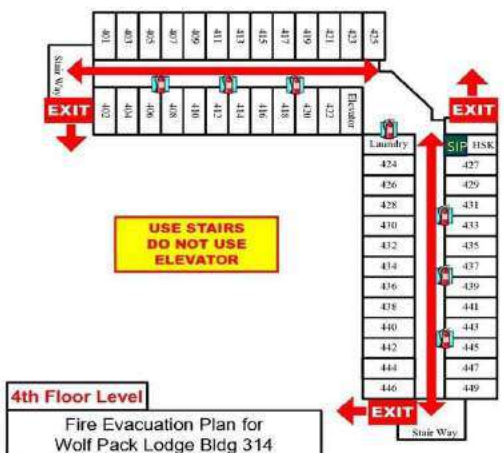 401 403 405 407 409 411 413 415 417 419 421 423 425
Stair Way
EXIT
402 404 406 408 410 412 414 416 418 420 422 Elevator
EXIT
Laundry
SIP HSK
424 427
426 429
428 431
430 433
432 435
434 437
436 439
438 441
440 443
442 445
444 447
446 449
USE STAIRS
DO NOT USE
ELEVATOR
EXIT
Stair Way
4th Floor Level
Fire Evacuation Plan for
Wolf Pack Lodge Bldg 314